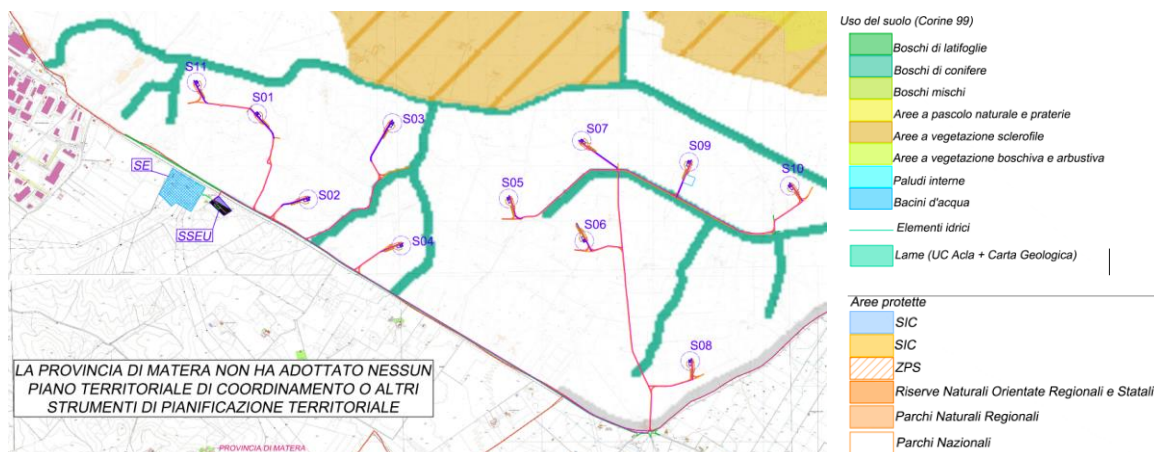 S11
S01
S03
S07
S09
S10
SE
S02
S05
SSEU
S04
S06
S08
LA PROVINCIA DI MATERA NON HA ADOTTATO NESSUN
PIANO TERRITORIALE DI COORDINAMENTO O ALTRI
STRUMENTI DI PIANIFICAZIONE TERRITORIALE
PROVINCIA DI MATERA
Uso del suolo (Corine 99)
Boschi di latifoglie
Boschi di conifere
Boschi mischi
Aree a pascolo naturale e praterie
Aree a vegetazione sclerofile
Aree a vegetazione boschiva e arbustiva
Paludi interne
Bacini d'acqua
Elementi idrici
Lame (UC Acla + Carta Geologica)
Aree protette
SIC
SIC
ZPS
Riserve Naturali Orientate Regionali e Statali
Parchi Naturali Regionali
Parchi Nazionali